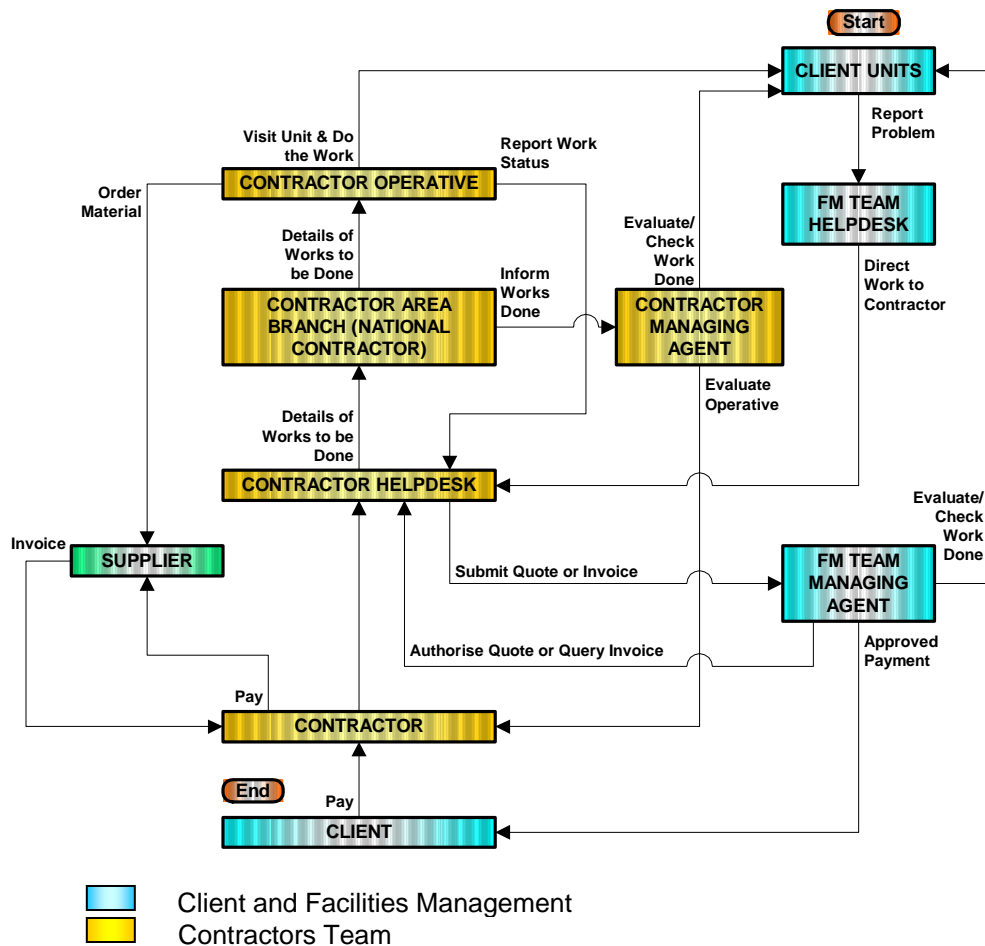 Start
CLIENT UNITS
Report
Problem
Visit Unit & Do
the Work
Report Work
Status
CONTRACTOR OPERATIVE
Order
Material
FM TEAM
HELPDESK
Details of
Works to
be Done
Evaluate/
Check
Work
Done
Inform
Works
Done
Direct
Work to
Contractor
CONTRACTOR AREA
BRANCH (NATIONAL
CONTRACTOR)
CONTRACTOR
MANAGING
AGENT
Evaluate
Operative
Details of
Works to be
Done
CONTRACTOR HELPDESK
Evaluate/
Check
Work
Done
Invoice
SUPPLIER
Submit Quote or Invoice
FM TEAM
MANAGING
AGENT
Authorise Quote or Query Invoice
Approved
Payment
Pay
CONTRACTOR
End
Pay
CLIENT
Client and Facilities Management
Contractors Team